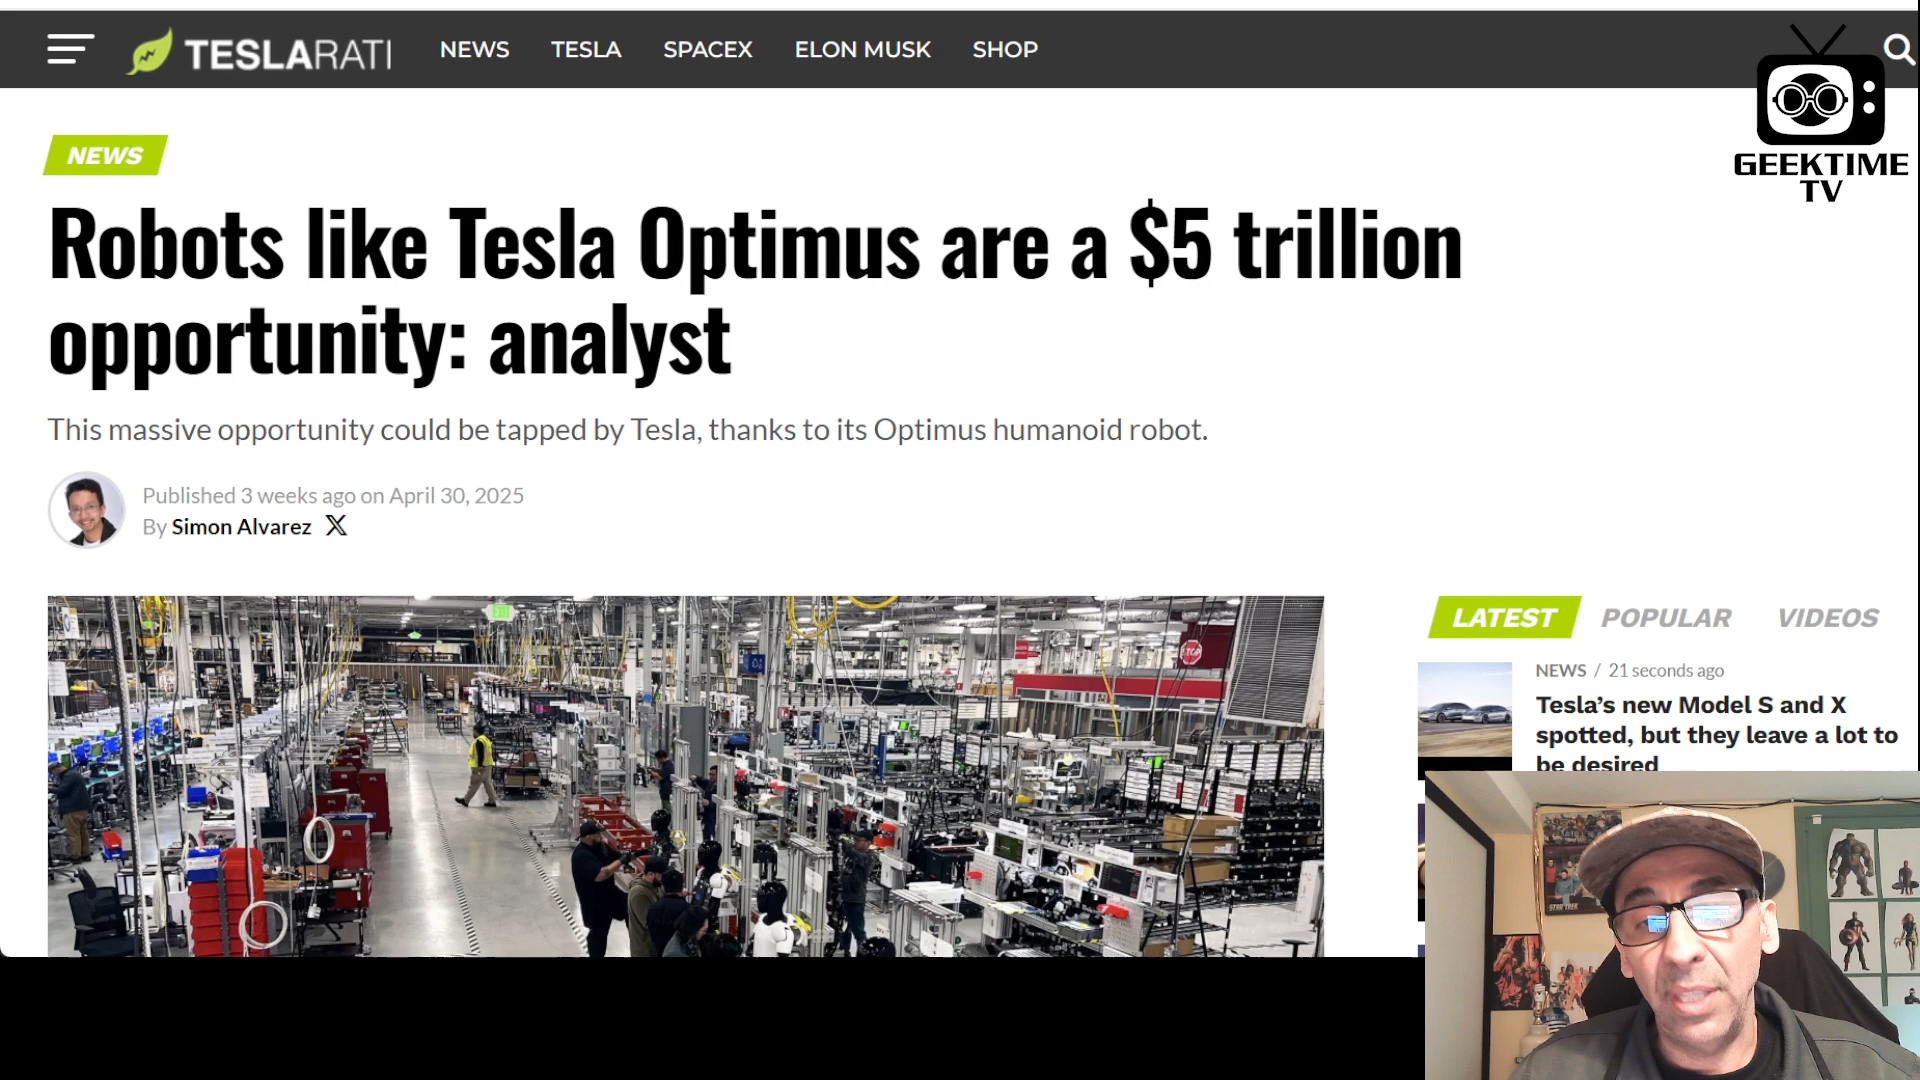 TESLARATI
NEWS TESLA SPACEX ELON MUSK SHOP
GEEKTIME
TV
NEWS
Robots like Tesla Optimus are a $5 trillion
opportunity: analyst
This massive opportunity could be tapped by Tesla, thanks to its Optimus humanoid robot.
Published 3 weeks ago on April 30, 2025
By Simon Alvarez
LATEST POPULAR VIDEOS
NEWS / 21 seconds ago
Tesla’s new Model S and X
spotted, but they leave a lot to
be desired
STOP
STAR TREK